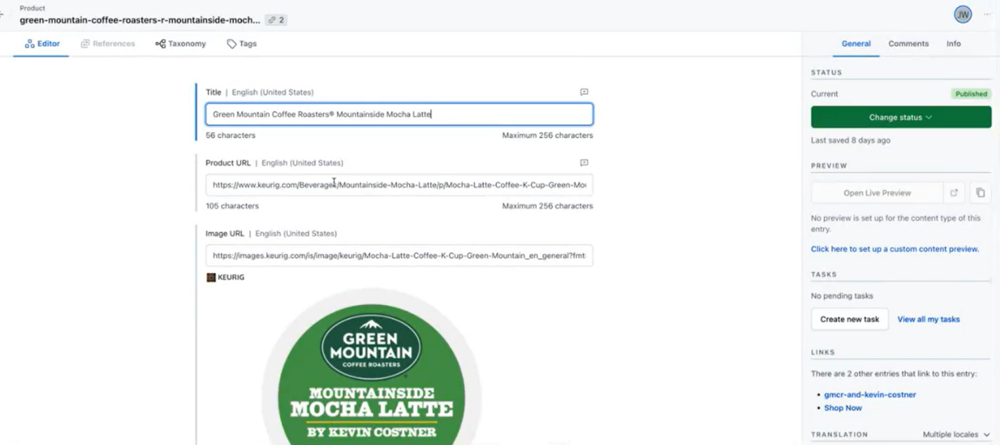 Product
green-mountain-coffee-roasters-r-mountainside-moch...
2
JW
Editor
References
Taxonomy
Tags
General
Comments
Info
Title | English (United States)
Green Mountain Coffee Roasters® Mountainside Mocha Latte
56 characters
Maximum 256 characters
Product URL | English (United States)
https://www.keurig.com/Beverages/Mountainside-Mocha-Latte/p/Mocha-Latte-Coffee-K-Cup-Green-Mou
105 characters
Maximum 256 characters
Image URL | English (United States)
https://images.keurig.com/is/image/keurig/Mocha-Latte-Coffee-K-Cup-Green-Mountain_en_general?fmt
KEURIG
GREEN
MOUNTAIN
COFFEE ROASTERS
MOUNTAINSIDE
MOCHA LATTE
BY KEVIN COSTNER
STATUS
Current
Published
Change status
Last saved 8 days ago
PREVIEW
Open Live Preview
No preview is set up for the content type of this
entry.
Click here to set up a custom content preview.
TASKS
No pending tasks
Create new task
View all my tasks
LINKS
There are 2 other entries that link to this entry:
• gmcr-and-kevin-costner
• Shop Now
TRANSLATION
Multiple locales